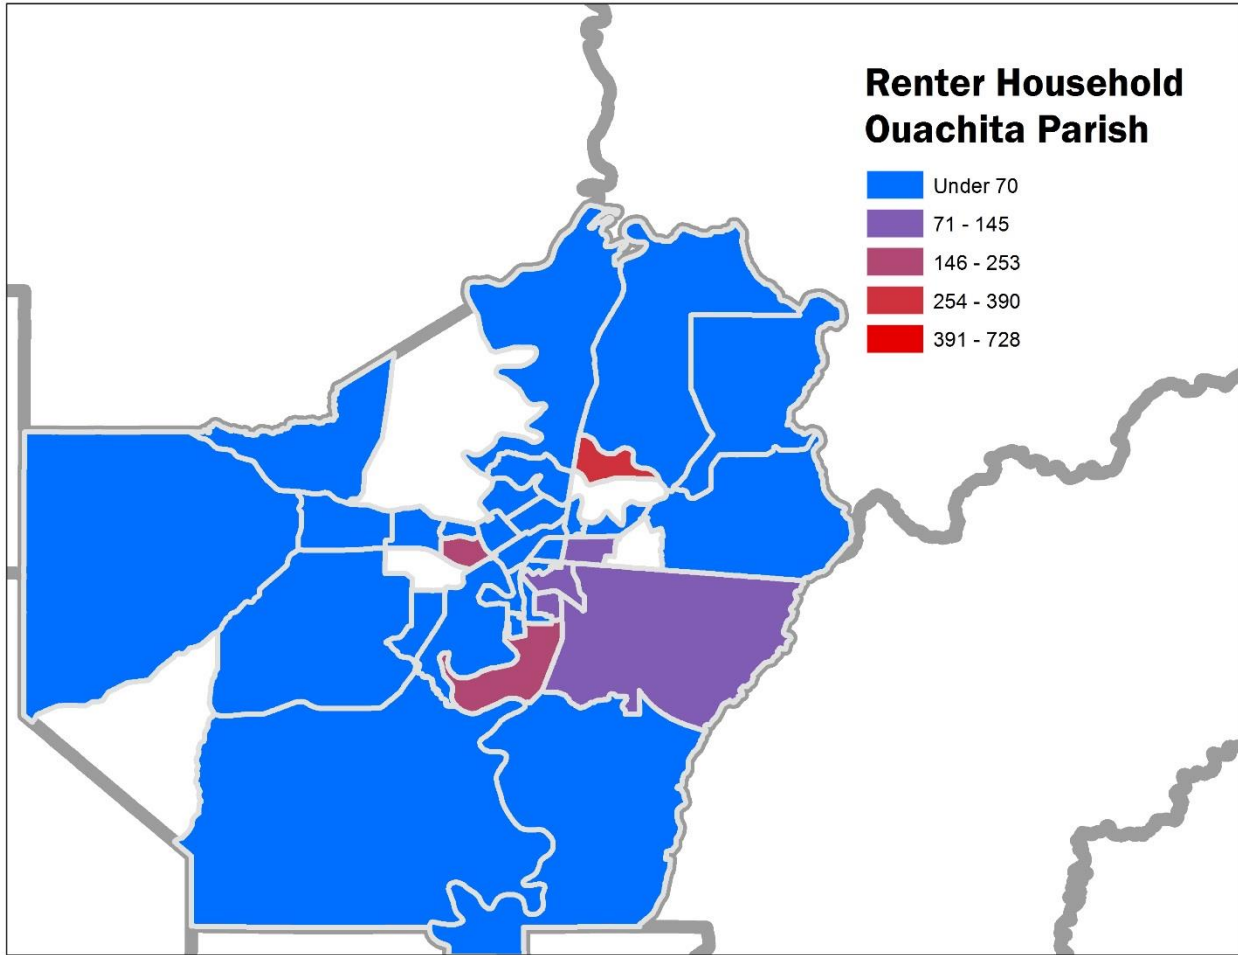 Renter Household
Ouachita Parish
Under 70
71 - 145
146 - 253
254 - 390
391 - 728